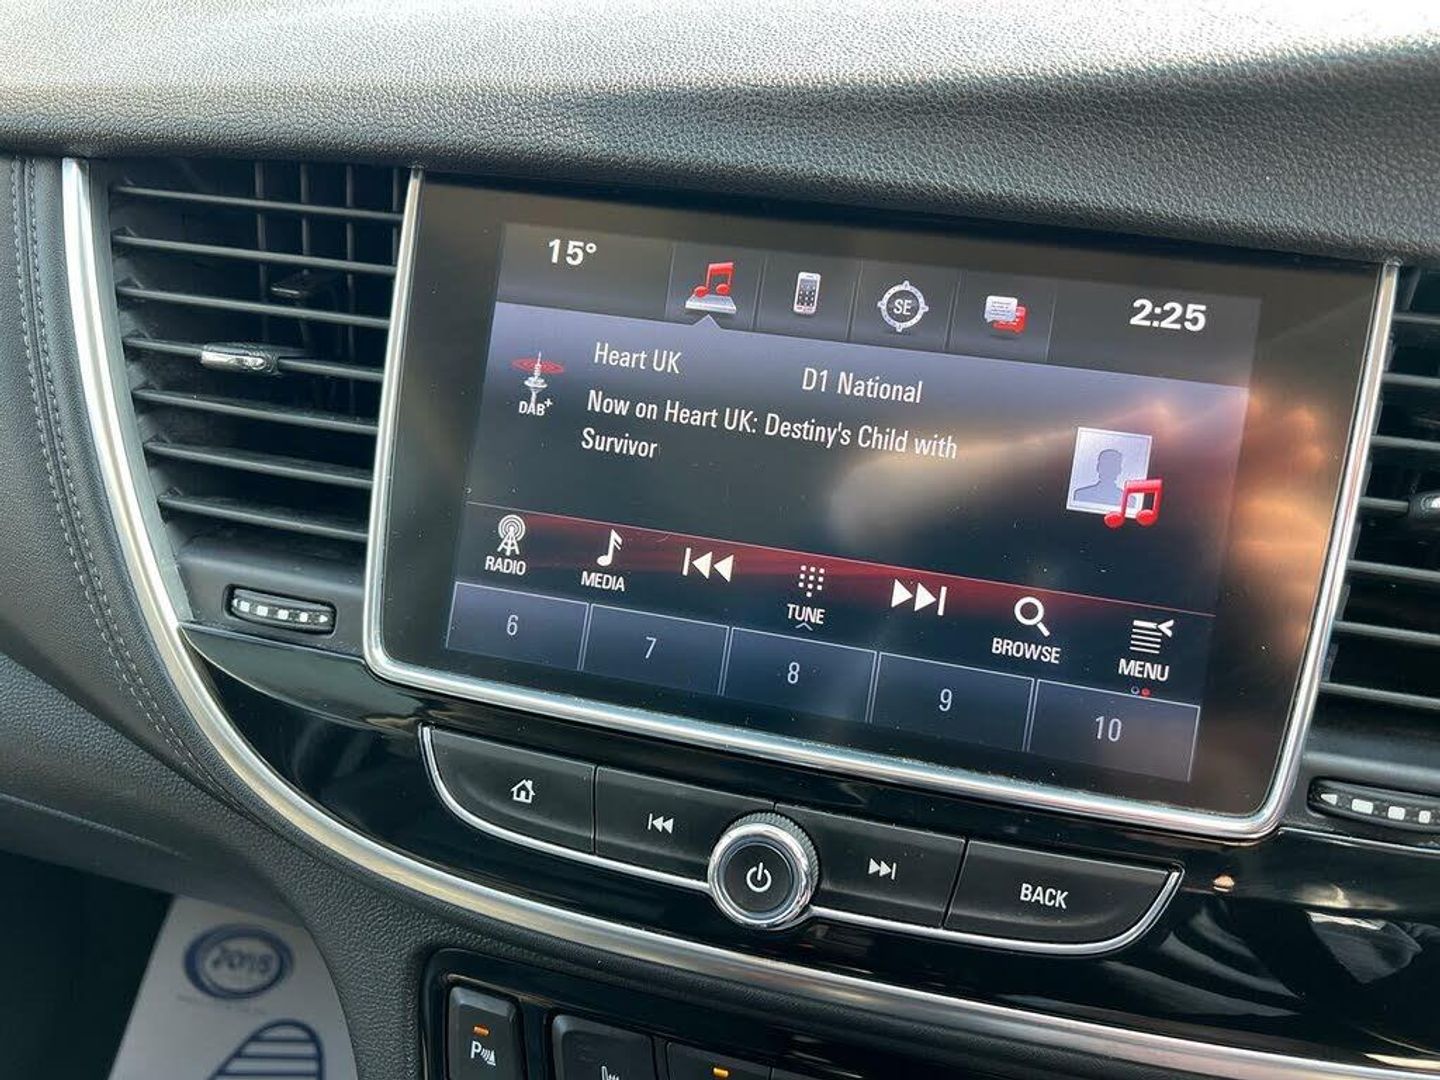 15°
SE
2:25
Heart UK
D1 National
DAB+
Now on Heart UK: Destiny's Child with
Survivor
RADIO
MEDIA
TUNE
BROWSE
MENU
6
7
8
9
10
BACK
P